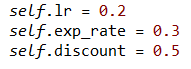 self.lr = 0.2
self.exp_rate = 0.3
self.discount = 0.5